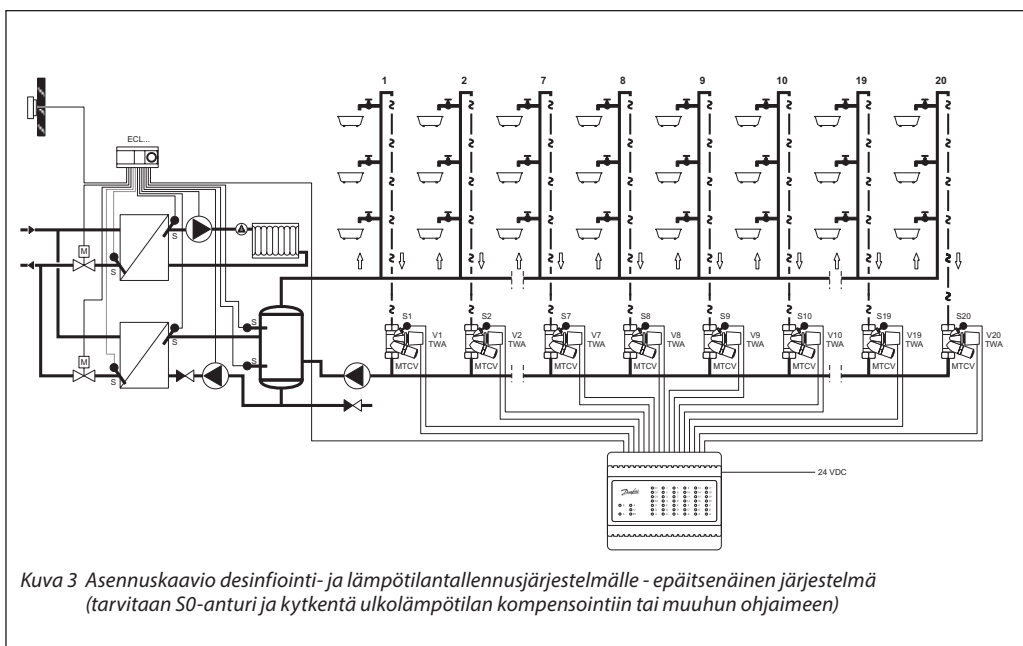 1 2 7 8 9 10 19 20
ECL...
M
S
S
S
S
M
S
S
S1 S2 S7 S8 S9 S10 S19 S20
V1 V2 V7 V8 V9 V10 V19 V20
TWA TWA TWA TWA TWA TWA TWA TWA
MTCV MTCV MTCV MTCV MTCV MTCV MTCV MTCV
24 VDC
Danfoss
Kuva 3 Asennuskaavio desinfiointi- ja lämpötilantallennusjärjestelmälle - epäitsenäinen järjestelmä
(tarvitaan S0-anturi ja kytkentä ulkolämpötilan kompensointiin tai muuhun ohjaimeen)